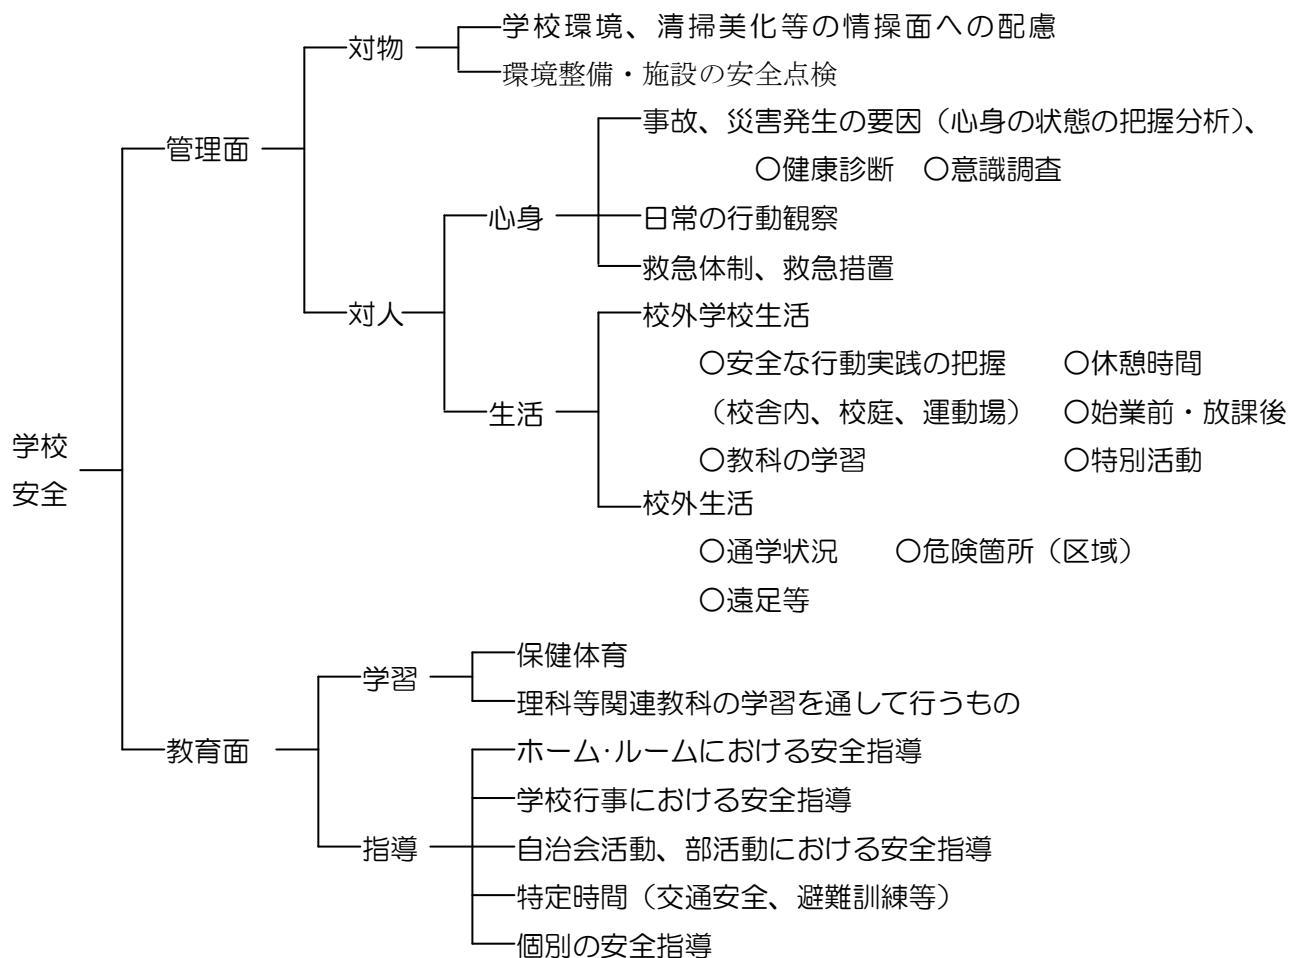 学校環境、清掃美化等の情操面への配慮
対物
環境整備・施設の安全点検
事故、災害発生の要因（心身の状態の把握分析）、
管理面
〇健康診断　〇意識調査
心身
日常の行動観察
救急体制、救急措置
対人
校外学校生活
〇安全な行動実践の把握　〇休憩時間
生活
（校舎内、校庭、運動場）　〇始業前・放課後
学校
安全
〇教科の学習　〇特別活動
校外生活
〇通学状況　〇危険箇所（区域）
〇遠足等
保健体育
学習
理科等関連教科の学習を通して行うもの
教育面
ホーム・ルームにおける安全指導
学校行事における安全指導
指導
自治会活動、部活動における安全指導
特定時間（交通安全、避難訓練等）
個別の安全指導